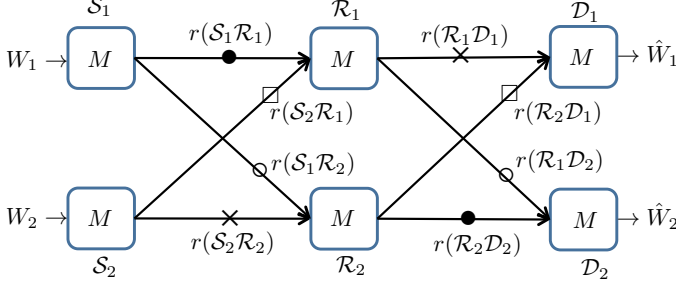 𝒮₁ ℛ₁ 𝒟₁
r(𝒮₁ℛ₁) r(ℛ₁𝒟₁)
W₁ → M M M → Ŵ₁
r(𝒮₂ℛ₁) r(ℛ₂𝒟₁)
r(𝒮₁ℛ₂) r(ℛ₁𝒟₂)
W₂ → M M M → Ŵ₂
r(𝒮₂ℛ₂) r(ℛ₂𝒟₂)
𝒮₂ ℛ₂ 𝒟₂